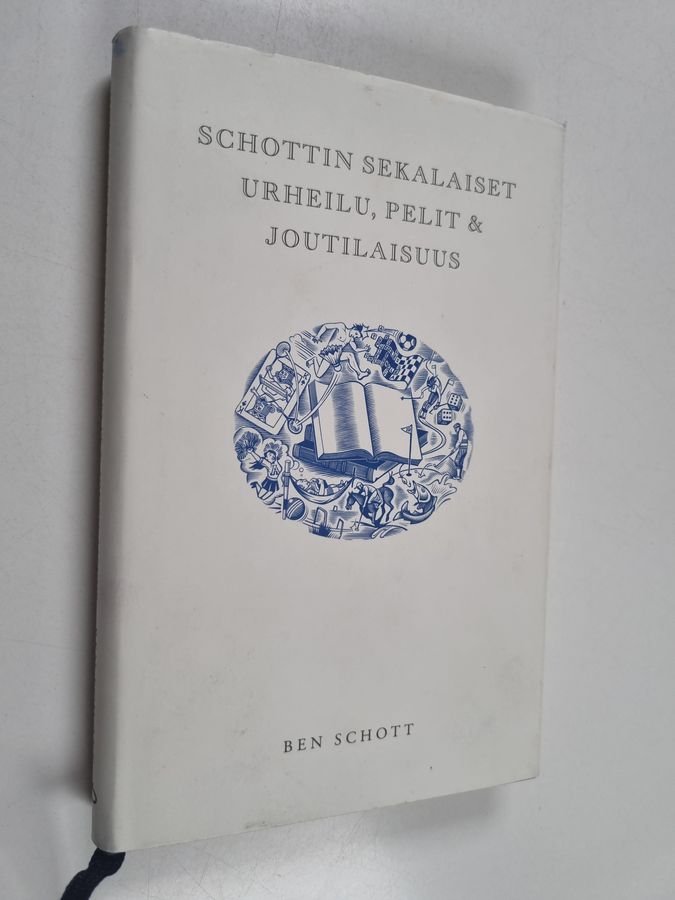 SCHOTTIN SEKALAISET
URHEILU, PELIT &
JOUTILAISUUS
BEN SCHOTT